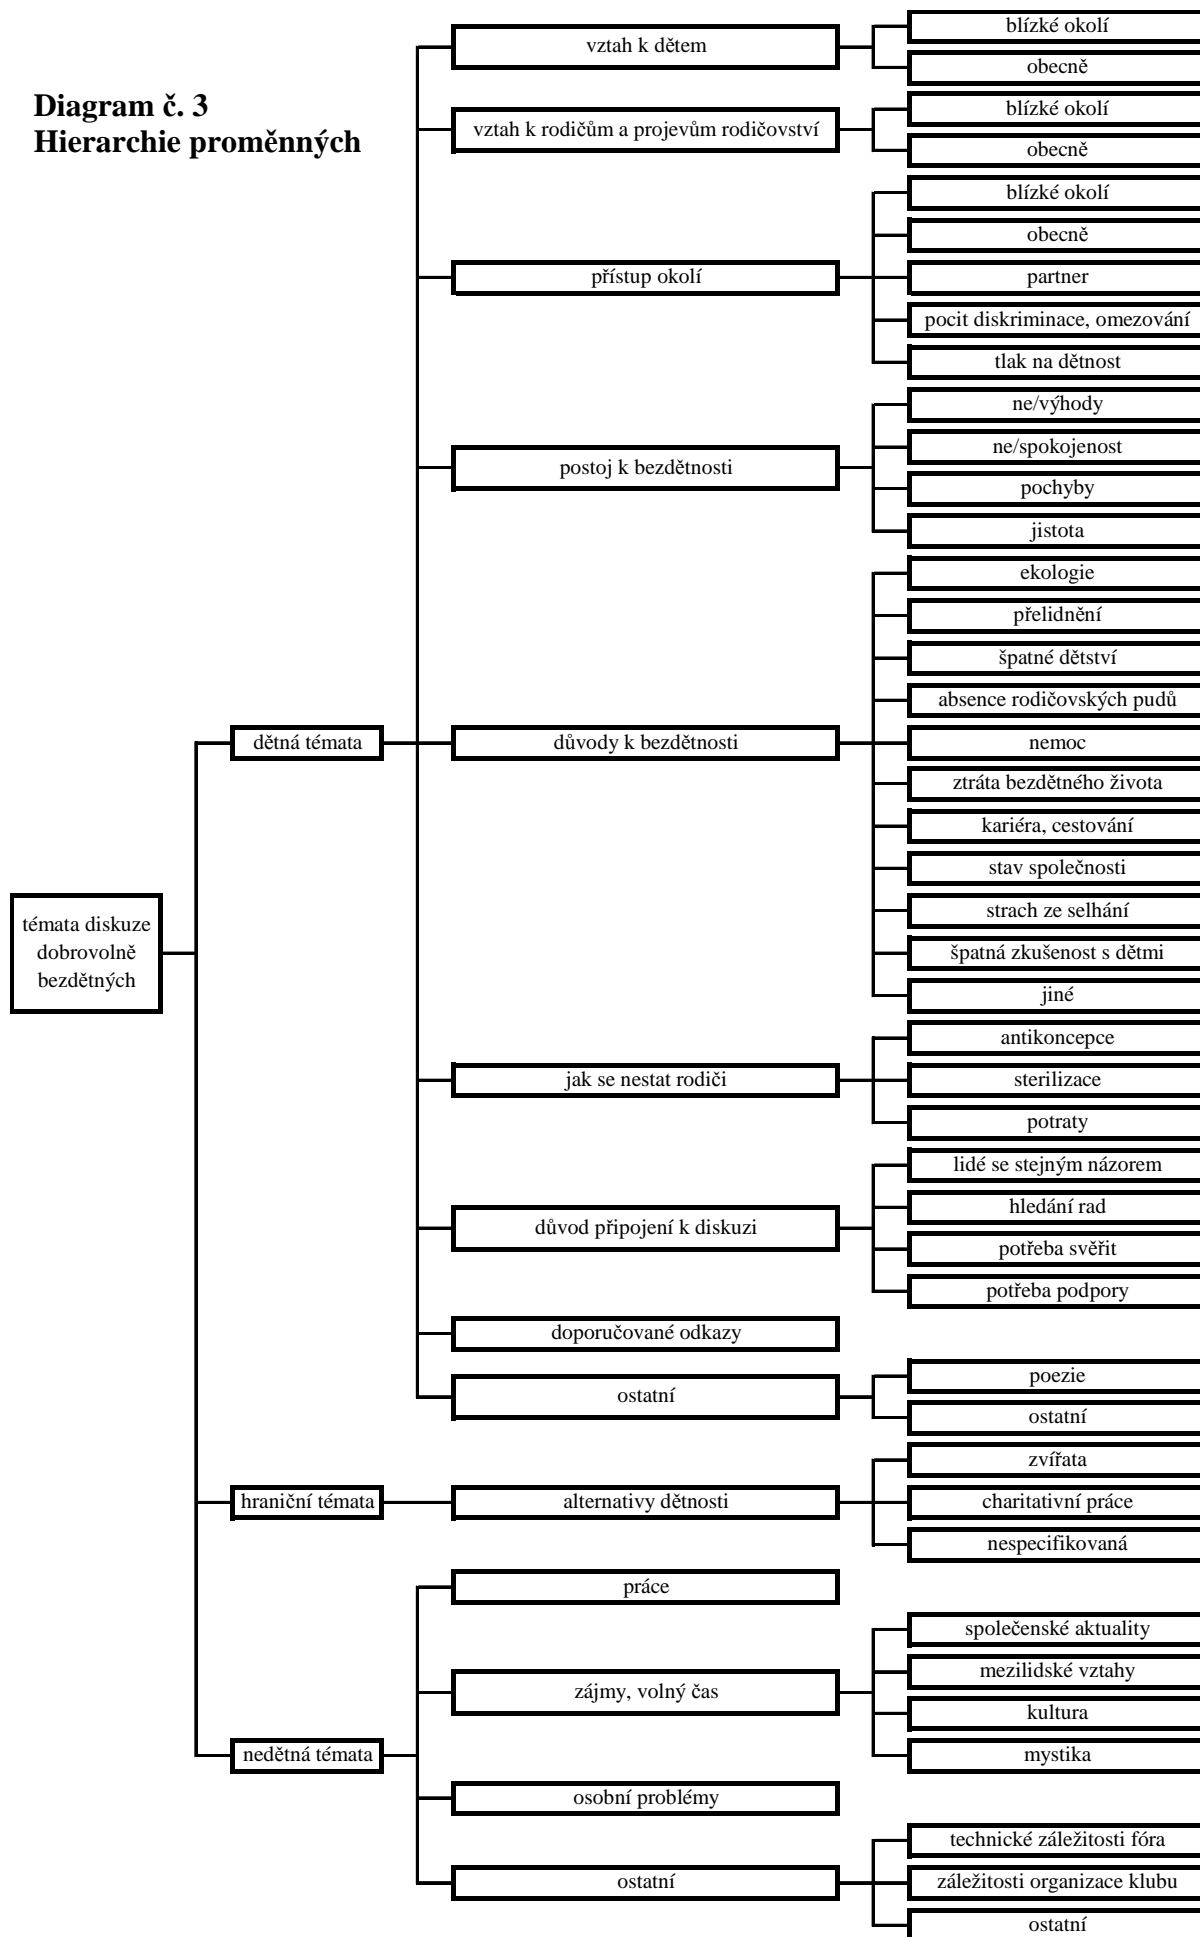 Diagram č. 3
Hierarchie proměnných
témata diskuze
dobrovolně
bezdětných
dětná témata
vztah k dětem
blízké okolí
obecně
vztah k rodičům a projevům rodičovství
blízké okolí
obecně
přístup okolí
blízké okolí
obecně
partner
pocit diskriminace, omezování
tlak na dětnost
postoj k bezdětnosti
ne/výhody
ne/spokojenost
pochyby
jistota
důvody k bezdětnosti
ekologie
přelidnění
špatné dětství
absence rodičovských pudů
nemoc
ztráta bezdětného života
kariéra, cestování
stav společnosti
strach ze selhání
špatná zkušenost s dětmi
jiné
jak se nestat rodiči
antikoncepce
sterilizace
potraty
důvod připojení k diskuzi
lidé se stejným názorem
hledání rad
potřeba svěřit
potřeba podpory
doporučované odkazy
ostatní
poezie
ostatní
hraniční témata
alternativy dětnosti
zvířata
charitativní práce
nespecifikovaná
nedětná témata
práce
zájmy, volný čas
společenské aktuality
mezilidské vztahy
kultura
mystika
osobní problémy
ostatní
technické záležitosti fóra
záležitosti organizace klubu
ostatní